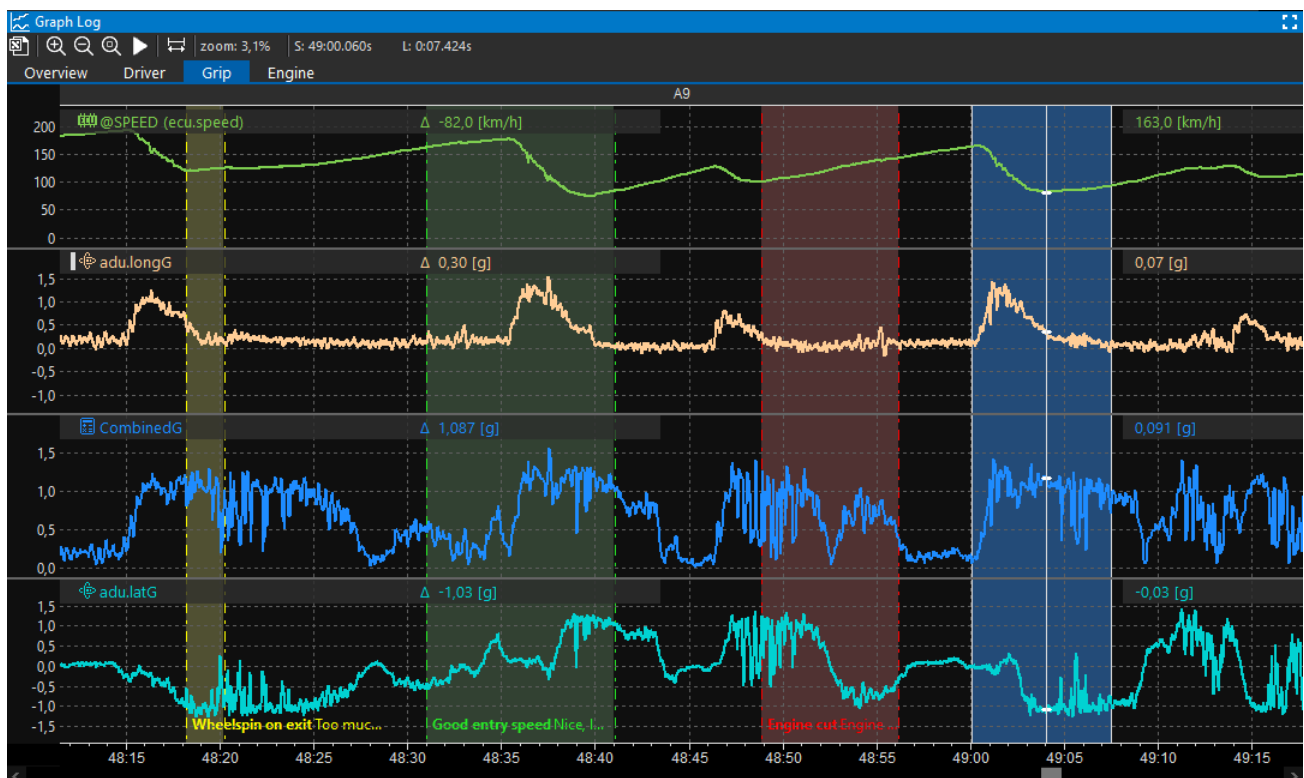 Graph Log
zoom: 3,1% S: 49:00.060s L: 0:07.424s
Overview Driver Grip Engine
A9
@SPEED (ecu.speed) Δ -82,0 [km/h] 163,0 [km/h]
200
150
100
50
0
adu.longG Δ 0,30 [g] 0,07 [g]
1,5
1,0
0,5
0,0
-0,5
-1,0
CombinedG Δ 1,087 [g] 0,091 [g]
1,5
1,0
0,5
0,0
adu.latG Δ -1,03 [g] -0,03 [g]
1,5
1,0
0,5
0,0
-0,5
-1,0
-1,5
Wheelspin on exit Too muc... Good entry speed Nice, I... Engine cut Engine
48:15 48:20 48:25 48:30 48:35 48:40 48:45 48:50 48:55 49:00 49:05 49:10 49:15